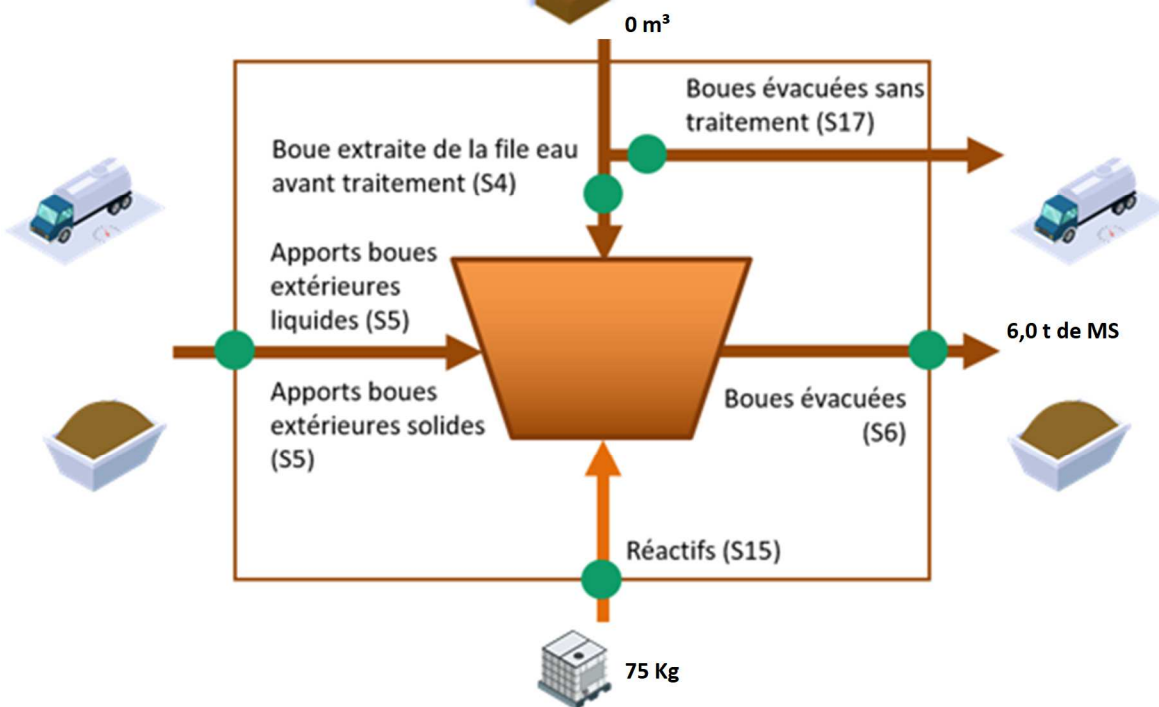 0 m³
Boues évacuées sans
traitement (S17)
Boue extraite de la file eau
avant traitement (S4)
Apports boues
extérieures
liquides (S5)
6,0 t de MS
Apports boues
extérieures solides
(S5)
Boues évacuées
(S6)
Réactifs (S15)
75 Kg